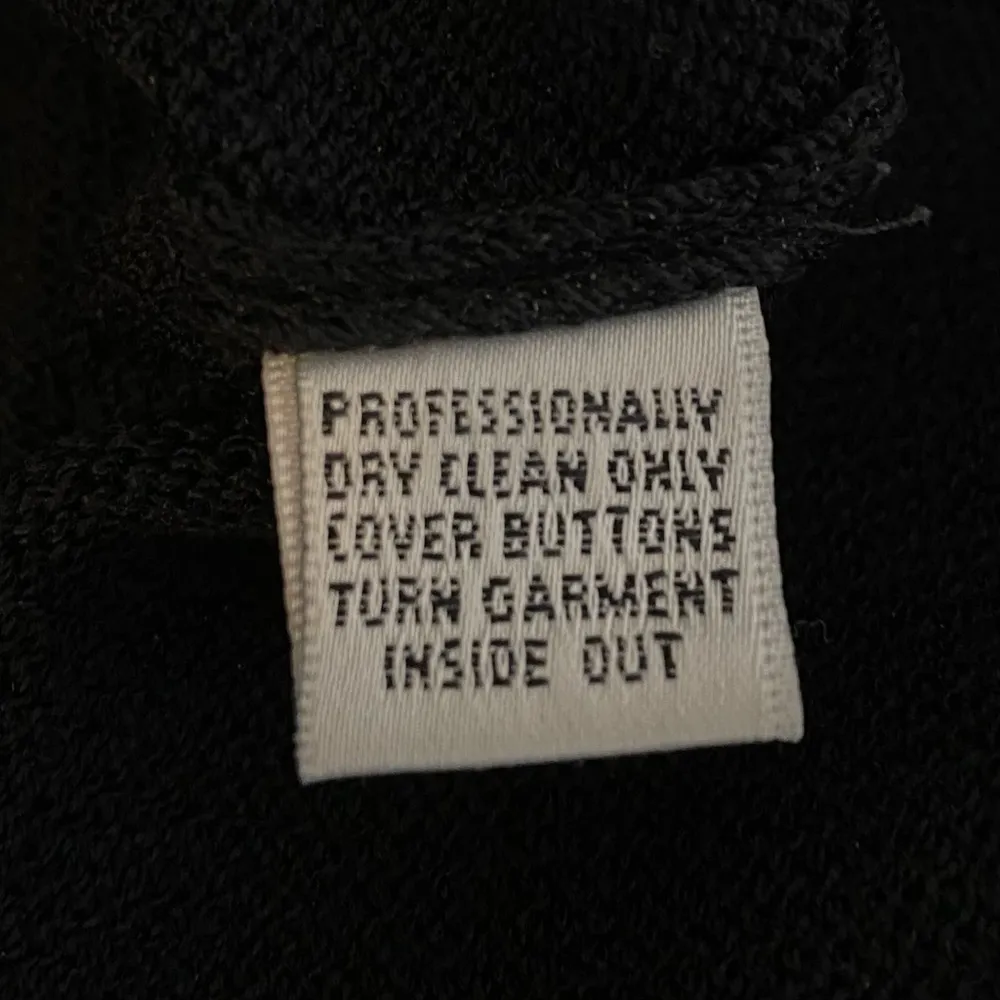 PROFESSIONALLY
DRY CLEAN ONLY
COVER BUTTONS
TURN GARMENT
INSIDE OUT